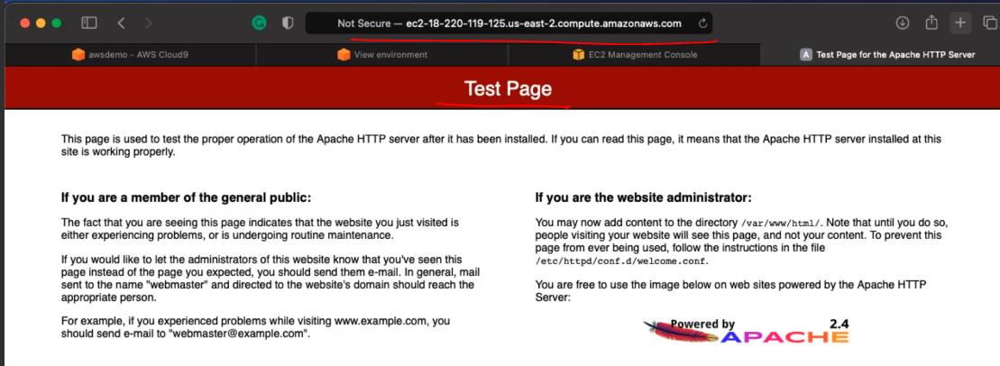 Not Secure — ec2-18-220-119-125.us-east-2.compute.amazonaws.com
awsdemo - AWS Cloud9
View environment
EC2 Management Console
A Test Page for the Apache HTTP Server
Test Page
This page is used to test the proper operation of the Apache HTTP server after it has been installed. If you can read this page, it means that the Apache HTTP server installed at this
site is working properly.
If you are a member of the general public:
The fact that you are seeing this page indicates that the website you just visited is
either experiencing problems, or is undergoing routine maintenance.
If you would like to let the administrators of this website know that you've seen this
page instead of the page you expected, you should send them e-mail. In general, mail
sent to the name "webmaster" and directed to the website's domain should reach the
appropriate person.
For example, if you experienced problems while visiting www.example.com, you
should send e-mail to "webmaster@example.com".
If you are the website administrator:
You may now add content to the directory /var/www/html/. Note that until you do so,
people visiting your website will see this page, and not your content. To prevent this
page from ever being used, follow the instructions in the file
/etc/httpd/conf.d/welcome.conf.
You are free to use the image below on web sites powered by the Apache HTTP
Server:
Powered by 2.4
APACHE